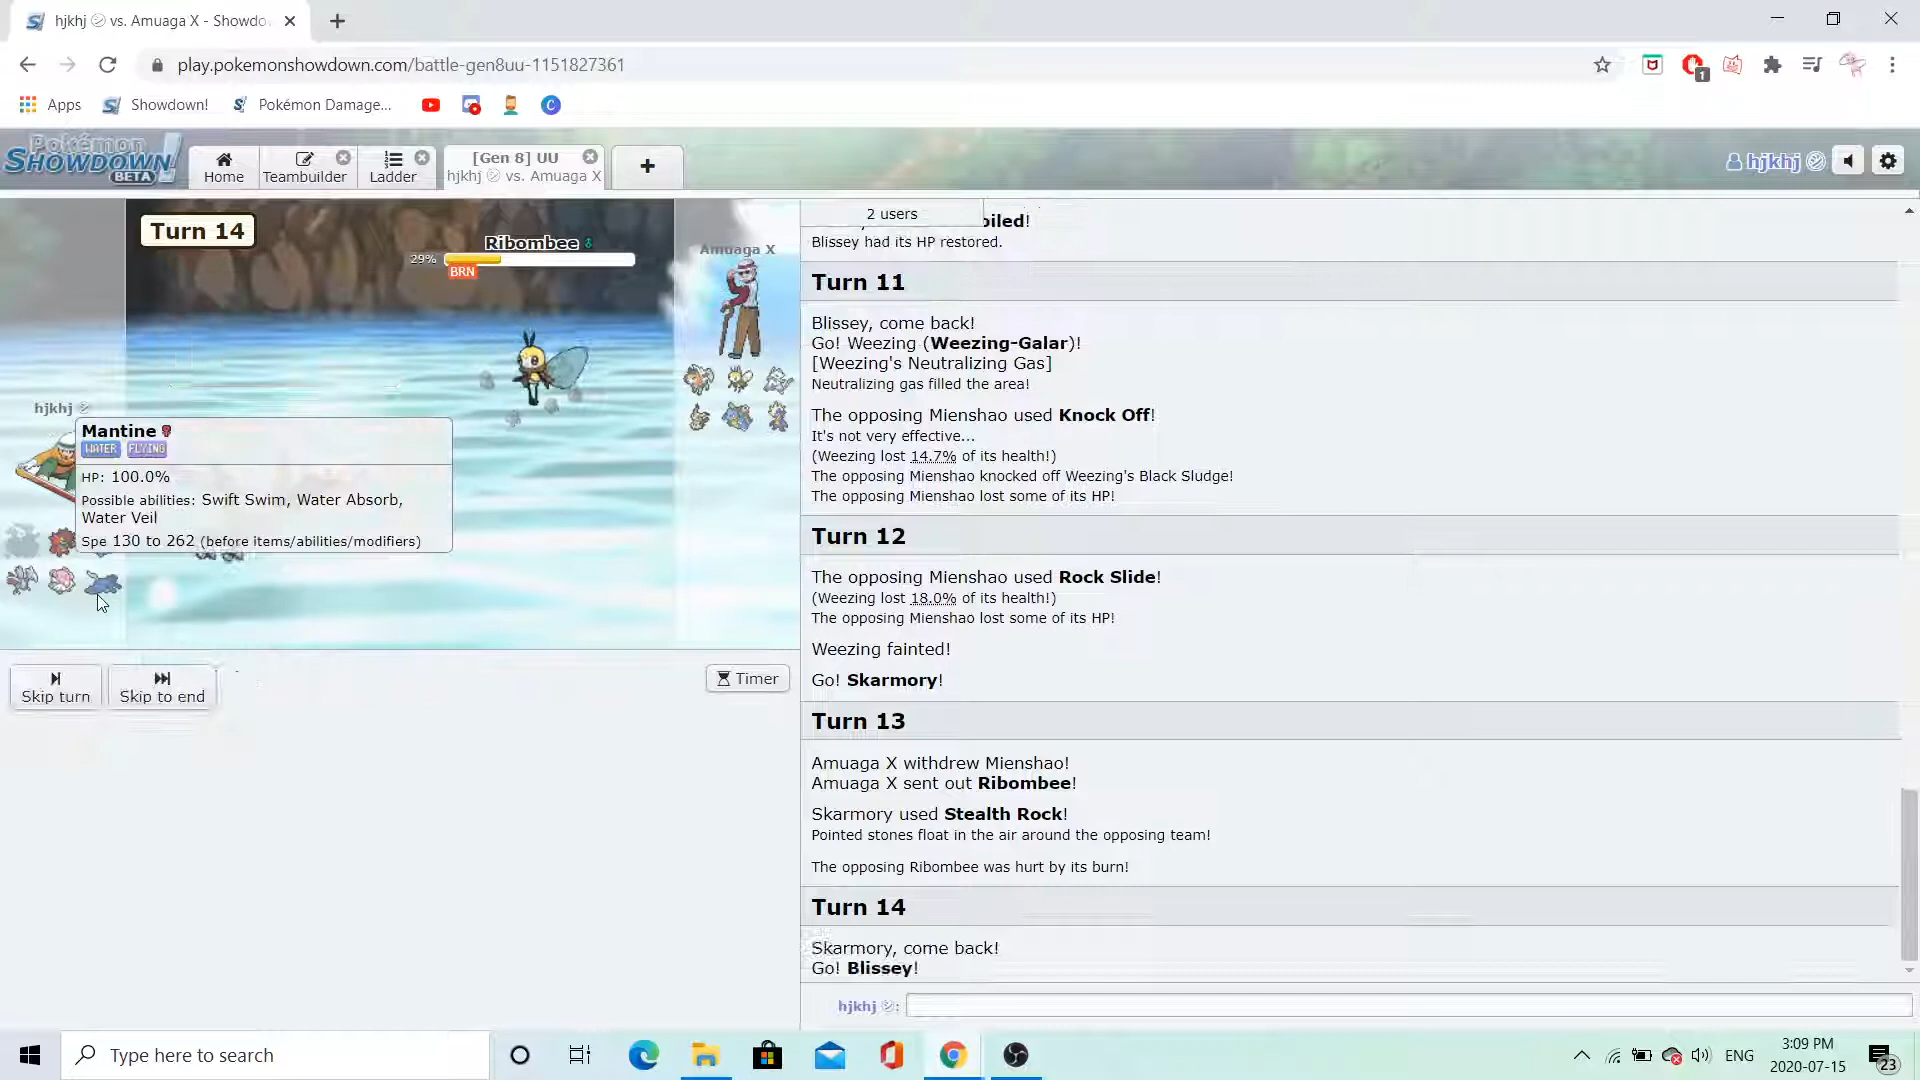 hjkhj vs. Amuaga X - Showdo
play.pokemonshowdown.com/battle-gen8uu-1151827361
1
Apps
Showdown!
Pokémon Damage...
Pokémon
SHOWDOWN!
BETA
Home
Teambuilder
Ladder
[Gen 8] UU
hjkhj vs. Amuaga X
+
hjkhj
Turn 14
Ribombee
29%
BRN
Amuaga X
hjkhj
Mantine
WATER FLYING
HP: 100.0%
Possible abilities: Swift Swim, Water Absorb,
Water Veil
Spe 130 to 262 (before items/abilities/modifiers)
Skip turn
Skip to end
Timer
2 users
oiled!
Blissey had its HP restored.
Turn 11
Blissey, come back!
Go! Weezing (Weezing-Galar)!
[Weezing's Neutralizing Gas]
Neutralizing gas filled the area!
The opposing Mienshao used Knock Off!
It's not very effective...
(Weezing lost 14.7% of its health!)
The opposing Mienshao knocked off Weezing's Black Sludge!
The opposing Mienshao lost some of its HP!
Turn 12
The opposing Mienshao used Rock Slide!
(Weezing lost 18.0% of its health!)
The opposing Mienshao lost some of its HP!
Weezing fainted!
Go! Skarmory!
Turn 13
Amuaga X withdrew Mienshao!
Amuaga X sent out Ribombee!
Skarmory used Stealth Rock!
Pointed stones float in the air around the opposing team!
The opposing Ribombee was hurt by its burn!
Turn 14
Skarmory, come back!
Go! Blissey!
hjkhj :
Type here to search
ENG
3:09 PM
2020-07-15
23